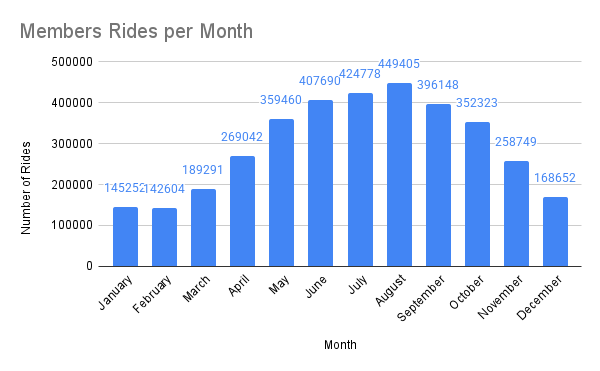 Members Rides per Month
500000
400000
300000
200000
100000
0
Number of Rides
145252
142604
189291
269042
359460
407690
424778
449405
396148
352323
258749
168652
January
February
March
April
May
June
July
August
September
October
November
December
Month